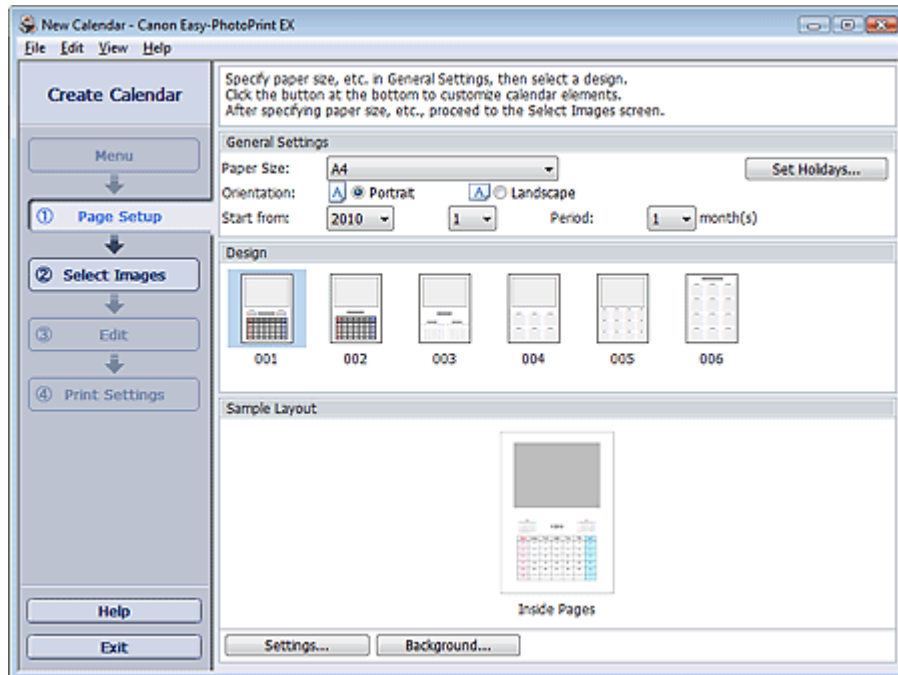 New Calendar - Canon Easy-PhotoPrint EX
File Edit View Help
Create Calendar
Menu
① Page Setup
② Select Images
③ Edit
④ Print Settings
Help
Exit
Specify paper size, etc. in General Settings, then select a design.
Click the button at the bottom to customize calendar elements.
After specifying paper size, etc., proceed to the Select Images screen.
General Settings
Paper Size: A4 Set Holidays...
Orientation: A Portrait A Landscape
Start from: 2010 1 Period: 1 month(s)
Design
001 002 003 004 005 006
Sample Layout
Inside Pages
Settings... Background...